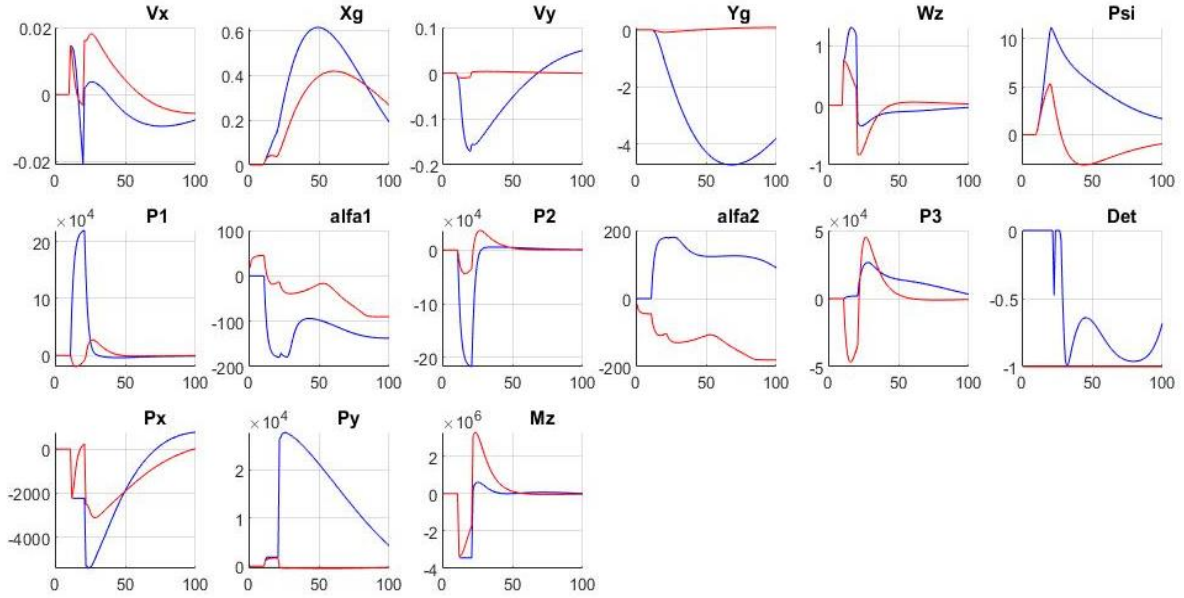 Vx Xg Vy Yg Wz Psi
0.02 0.6 0.1 0 1 10
0 0.4 0 -2 0 5
-0.02 0.2 -0.1 -4 -1 0
0 -0.2
0 50 100 0 50 100 0 50 100 0 50 100 0 50 100 0 50 100
P1 alfa1 P2 alfa2 P3 Det
×10⁴ ×10⁴ ×10⁴
20 100 0 200 5 0
10 0 -10 0 0 -0.5
0 -100 -20 200 -5 -1
-200
0 50 100 0 50 100 0 50 100 0 50 100 0 50 100 0 50 100
Px Py Mz
×10⁴ ×10⁶
0 2 2
-2000 1 0
-4000 0 -2
-4
0 50 100 0 50 100 0 50 100